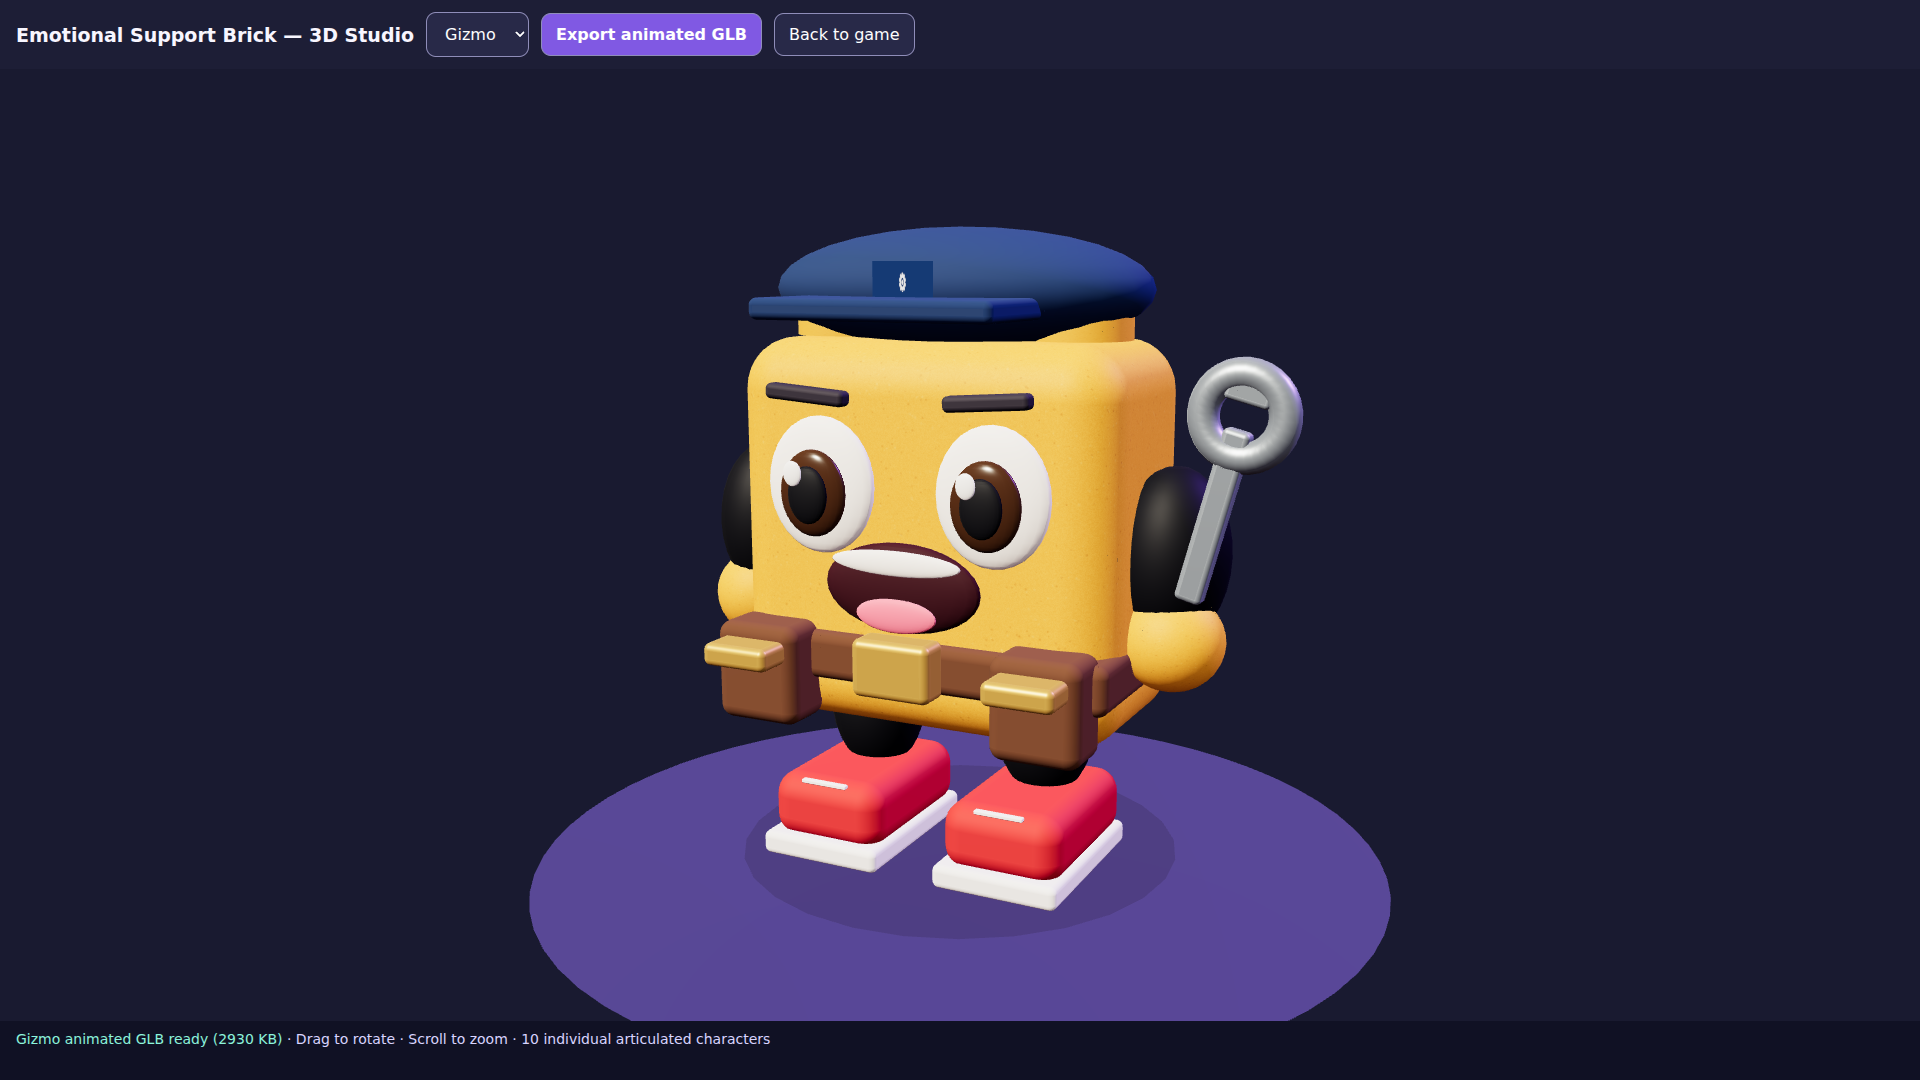 Emotional Support Brick — 3D Studio Gizmo Export animated GLB Back to game
Gizmo animated GLB ready (2930 KB) · Drag to rotate · Scroll to zoom · 10 individual articulated characters